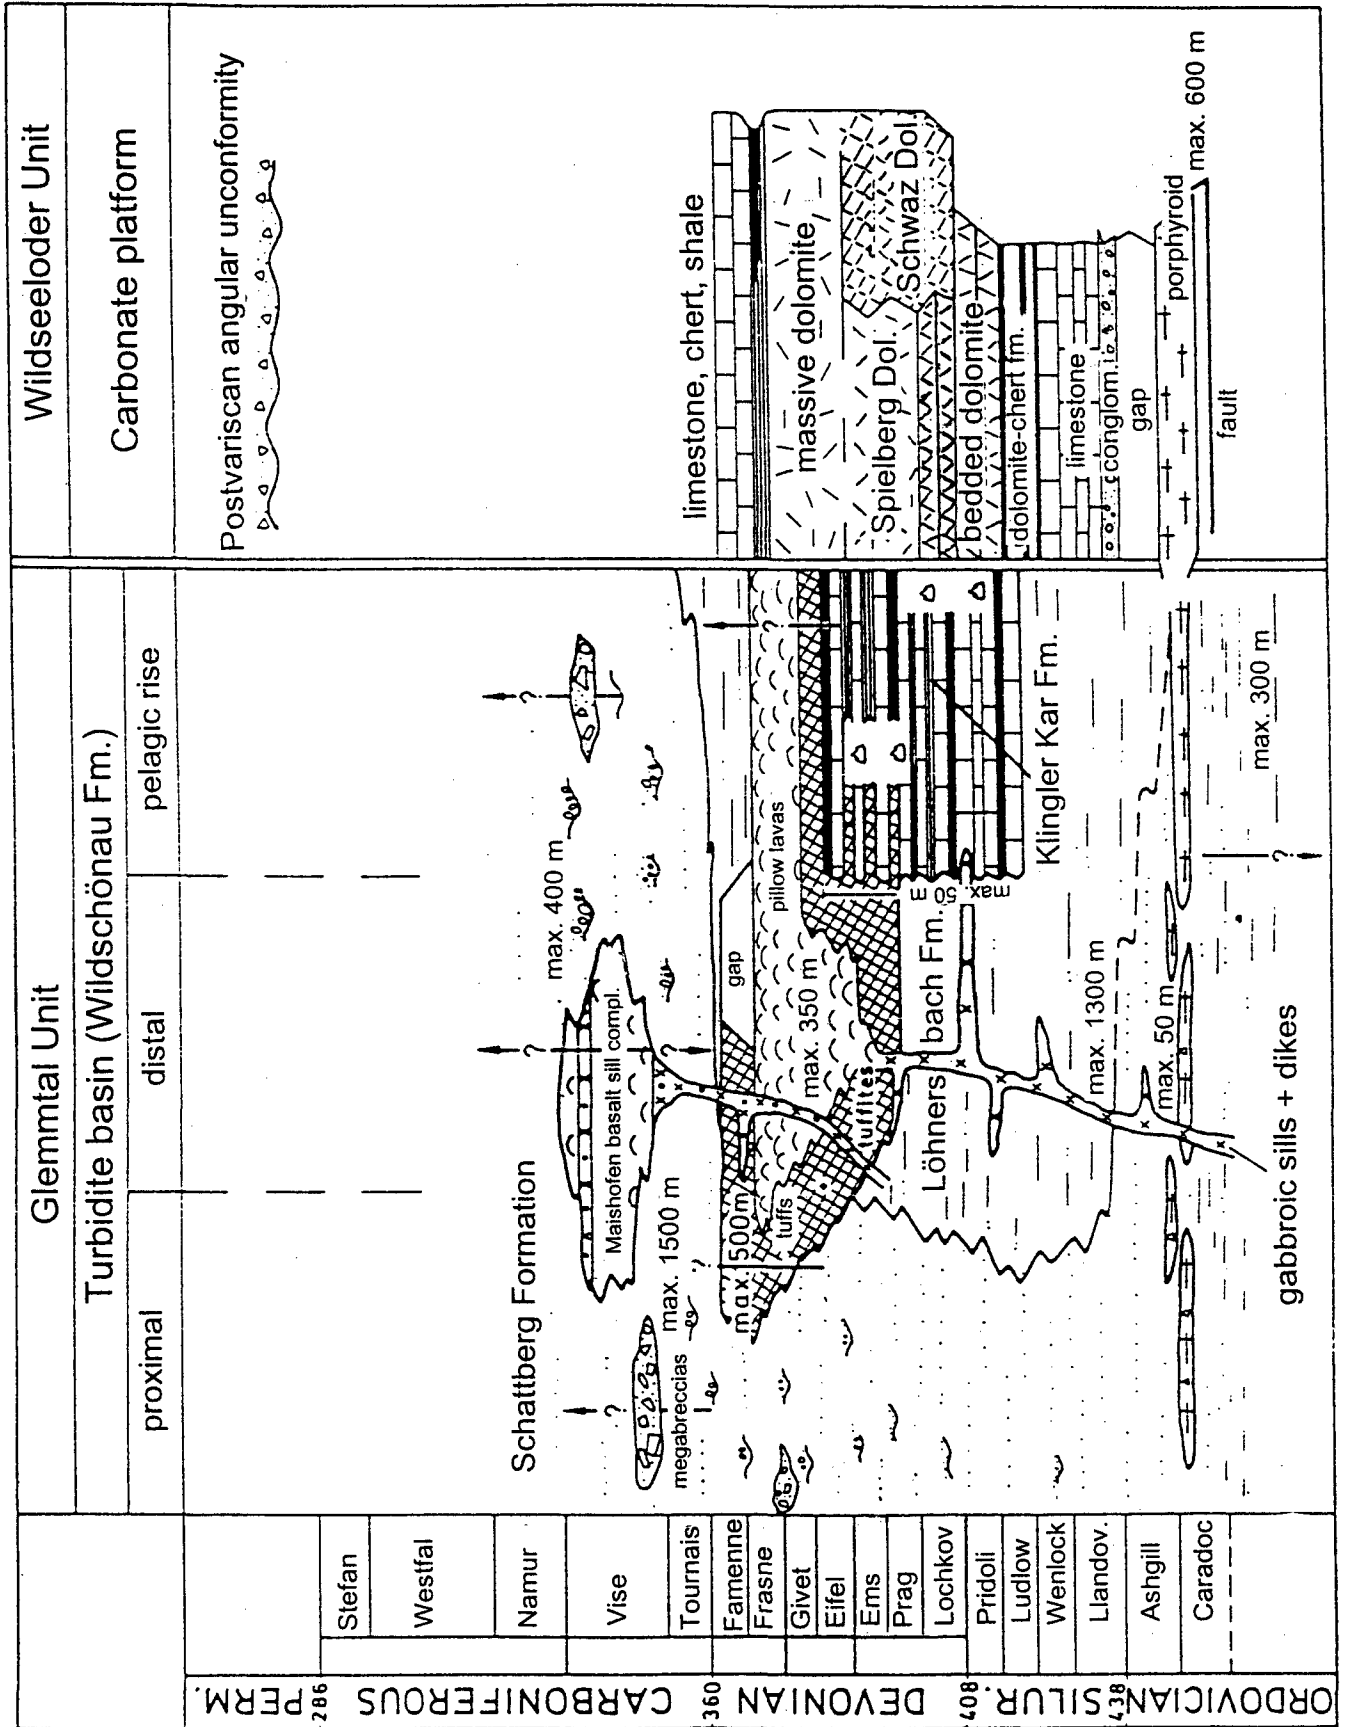 Glemmtal Unit
Wildseeloder Unit
Turbidite basin (Wildschönau Fm.)
Carbonate platform
proximal
distal
pelagic rise
PERM.
286
CARBONIFEROUS
360
DEVONIAN
408
SILUR.
438
ORDOVICIAN
Stefan
Westfal
Namur
Vise
Tournais
Famenne
Frasne
Givet
Eifel
Ems
Prag
Lochkov
Pridoli
Ludlow
Wenlock
Llandov.
Ashgill
Caradoc
Schattberg Formation
max. 400 m
?
?
?
?
Maishofen basalt sill compl.
megabreccias
max. 1500 m
?
max. 500m
gap
?
tuffs
pillow lavas
max. 350 m
tuffites
Löhners bach Fm.
max. 50 m
Klingler Kar Fm.
max. 1300 m
max. 50 m
max. 300 m
?
gabbroic sills + dikes
Postvariscan angular unconformity
limestone, chert, shale
massive dolomite
Spielberg Dol.
Schwaz Dol.
bedded dolomite
dolomite-chert fm.
limestone
conglom.
gap
porphyroid
max. 600 m
fault